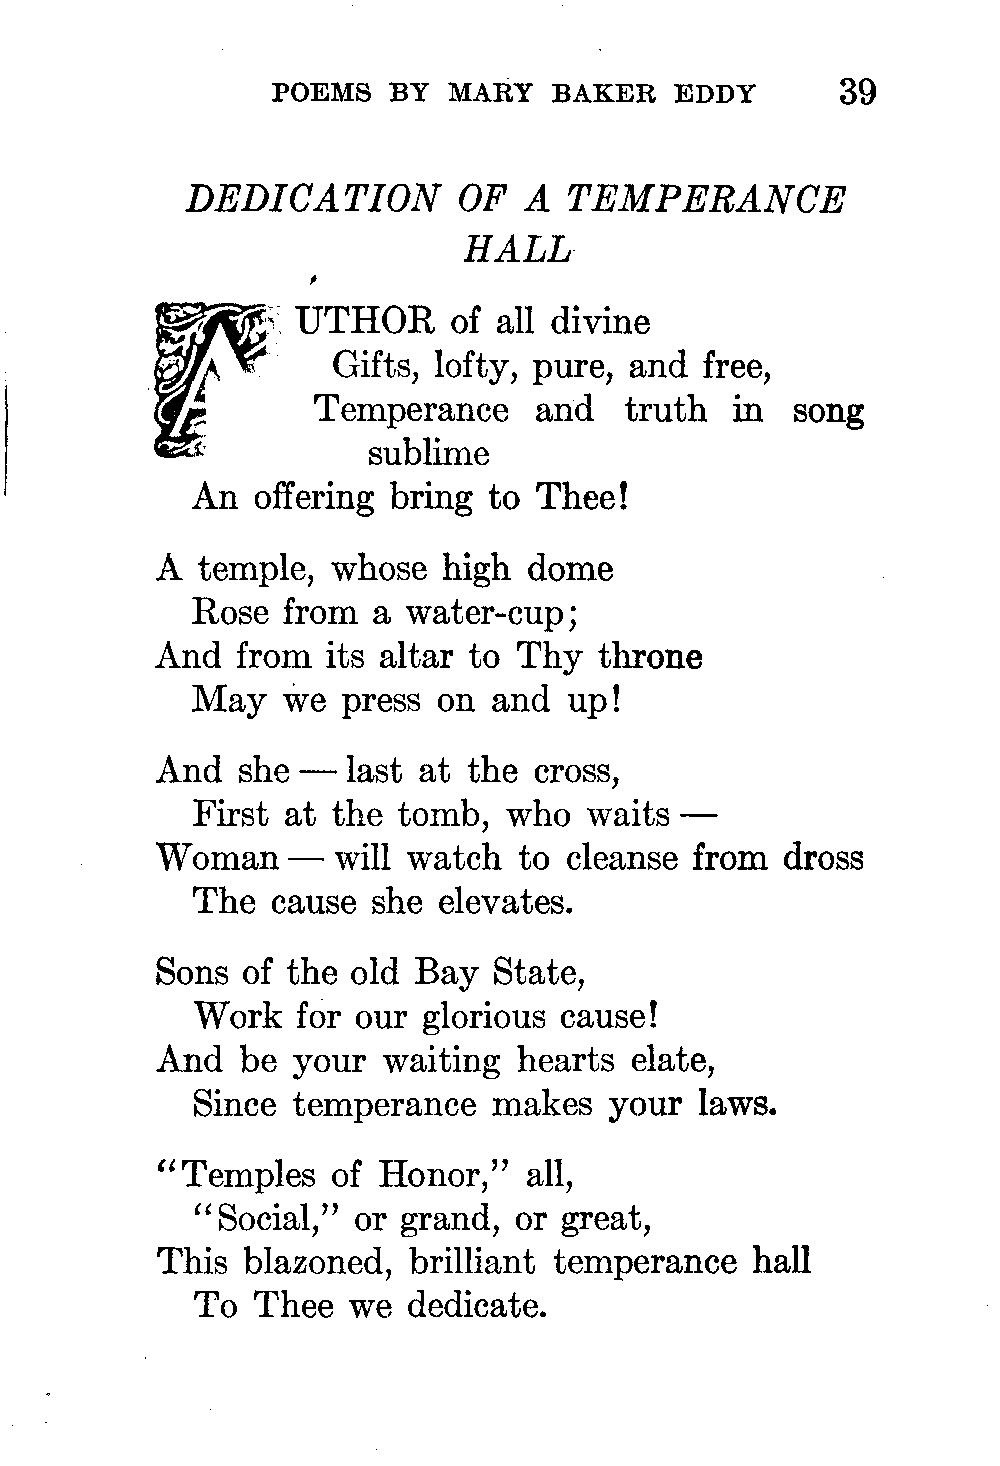 POEMS BY MARY BAKER EDDY 39
DEDICATION OF A TEMPERANCE
HALL
AUTHOR of all divine
Gifts, lofty, pure, and free,
Temperance and truth in song
sublime
An offering bring to Thee!
A temple, whose high dome
Rose from a water-cup;
And from its altar to Thy throne
May we press on and up!
And she — last at the cross,
First at the tomb, who waits —
Woman — will watch to cleanse from dross
The cause she elevates.
Sons of the old Bay State,
Work for our glorious cause!
And be your waiting hearts elate,
Since temperance makes your laws.
“Temples of Honor,” all,
“Social,” or grand, or great,
This blazoned, brilliant temperance hall
To Thee we dedicate.